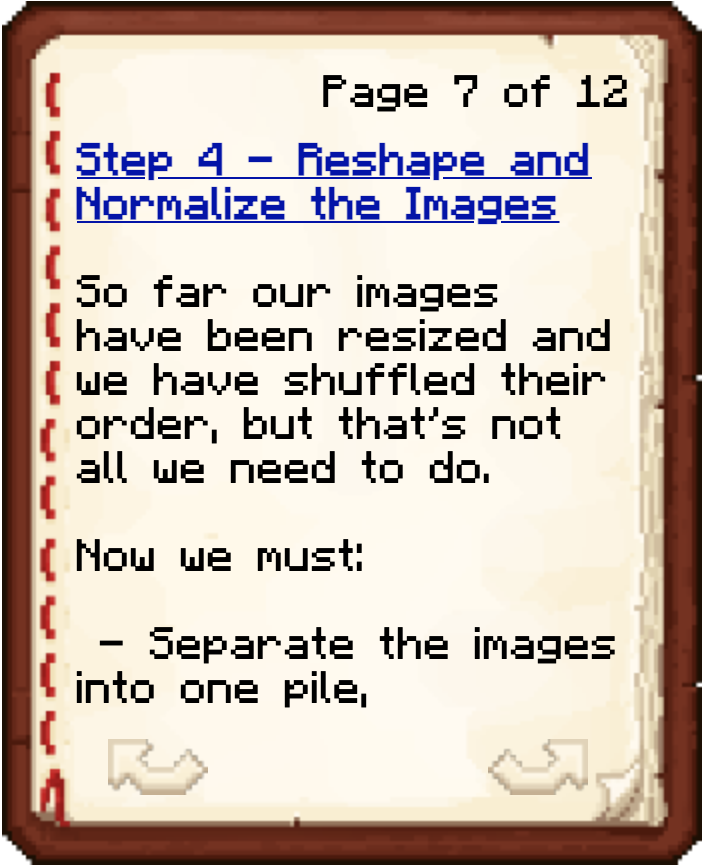 Page 7 of 12
Step 4 - Reshape and
Normalize the Images
So far our images
have been resized and
we have shuffled their
order, but that's not
all we need to do.
Now we must:
- Separate the images
into one pile,